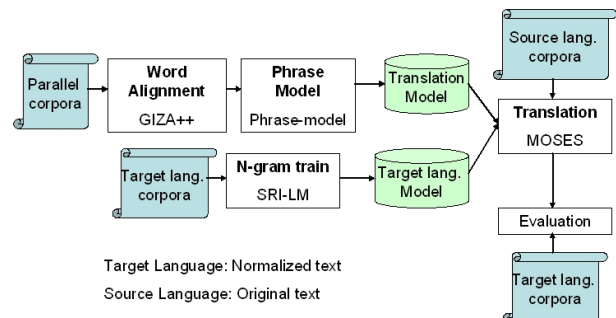 Parallel
corpora
Word
Alignment
GIZA++
Phrase
Model
Phrase-model
Translation
Model
Source lang.
corpora
Translation
MOSES
Target lang.
corpora
N-gram train
SRI-LM
Target lang.
Model
Evaluation
Target lang.
corpora
Target Language: Normalized text
Source Language: Original text